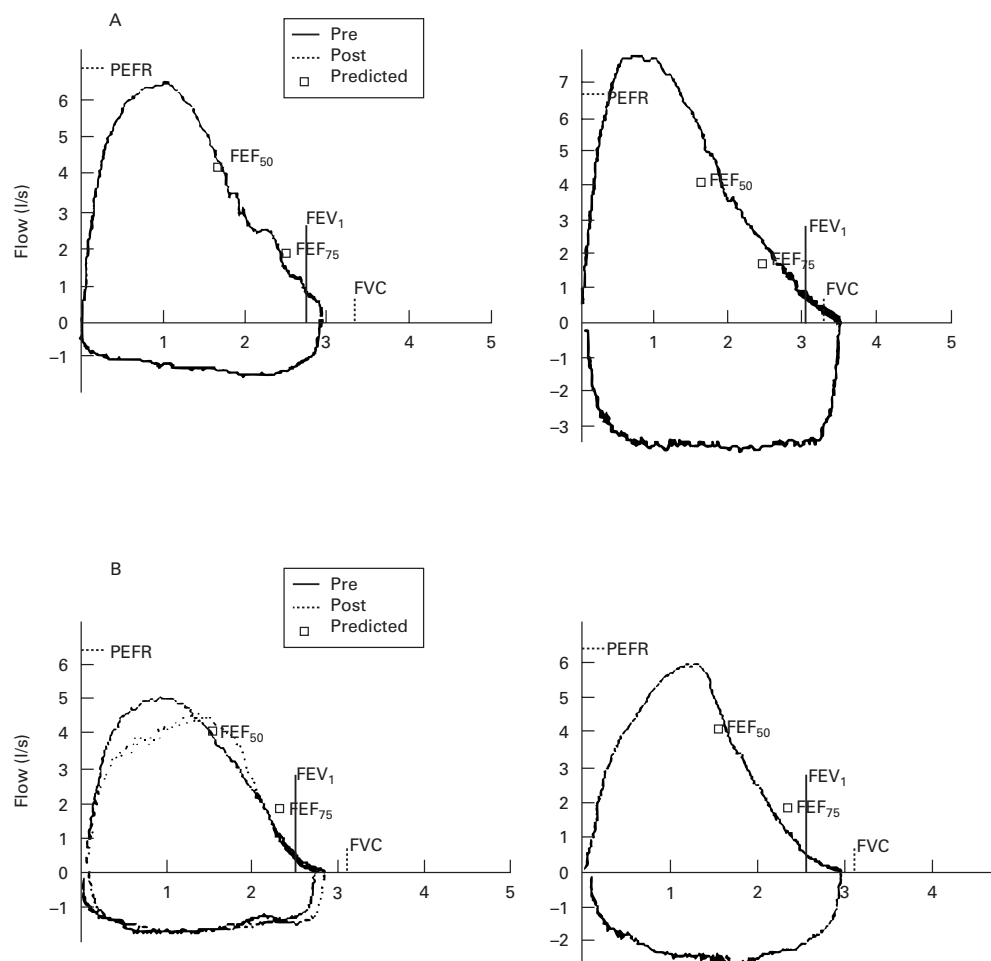 A
Pre
Post
Predicted
PEFR
6
5
4
3
2
1
0
–1
Flow (l/s)
FEF50
FEV1
FEF75
FVC
1 2 3 4 5
7
6
5
4
3
2
1
0
–1
–2
–3
PEFR
FEF50
FEV1
FEF75
FVC
1 2 3 4 5
B
Pre
Post
Predicted
PEFR
6
5
4
3
2
1
0
–1
Flow (l/s)
FEF50
FEV1
FEF75
FVC
1 2 3 4 5
PEFR
6
5
4
3
2
1
0
–1
–2
FEF50
FEV1
FEF75
FVC
1 2 3 4